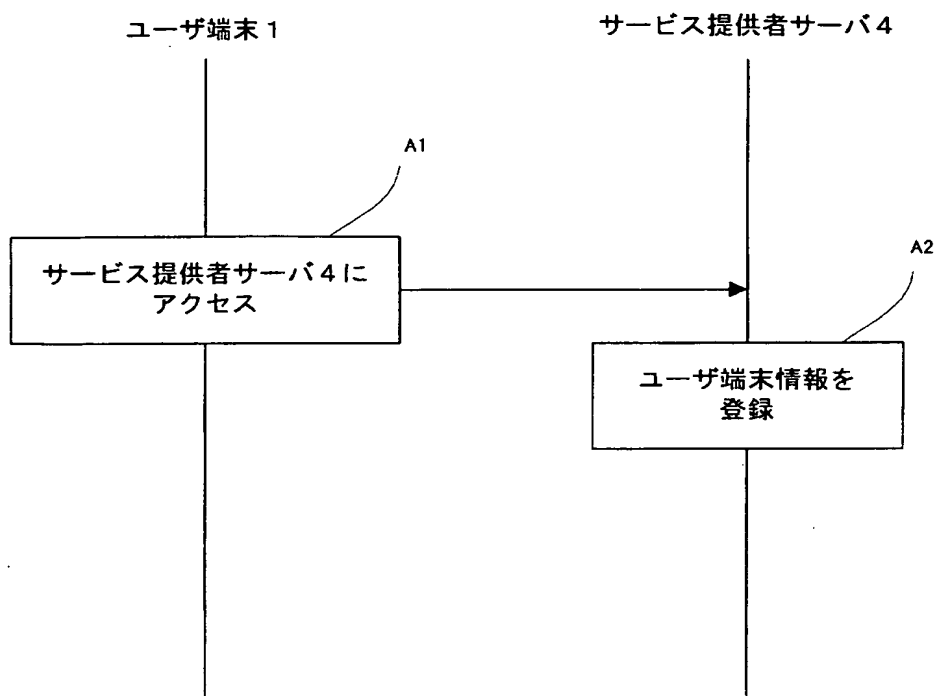 ユーザ端末1
サービス提供者サーバ4
A1
サービス提供者サーバ4に
アクセス
A2
ユーザ端末情報を
登録